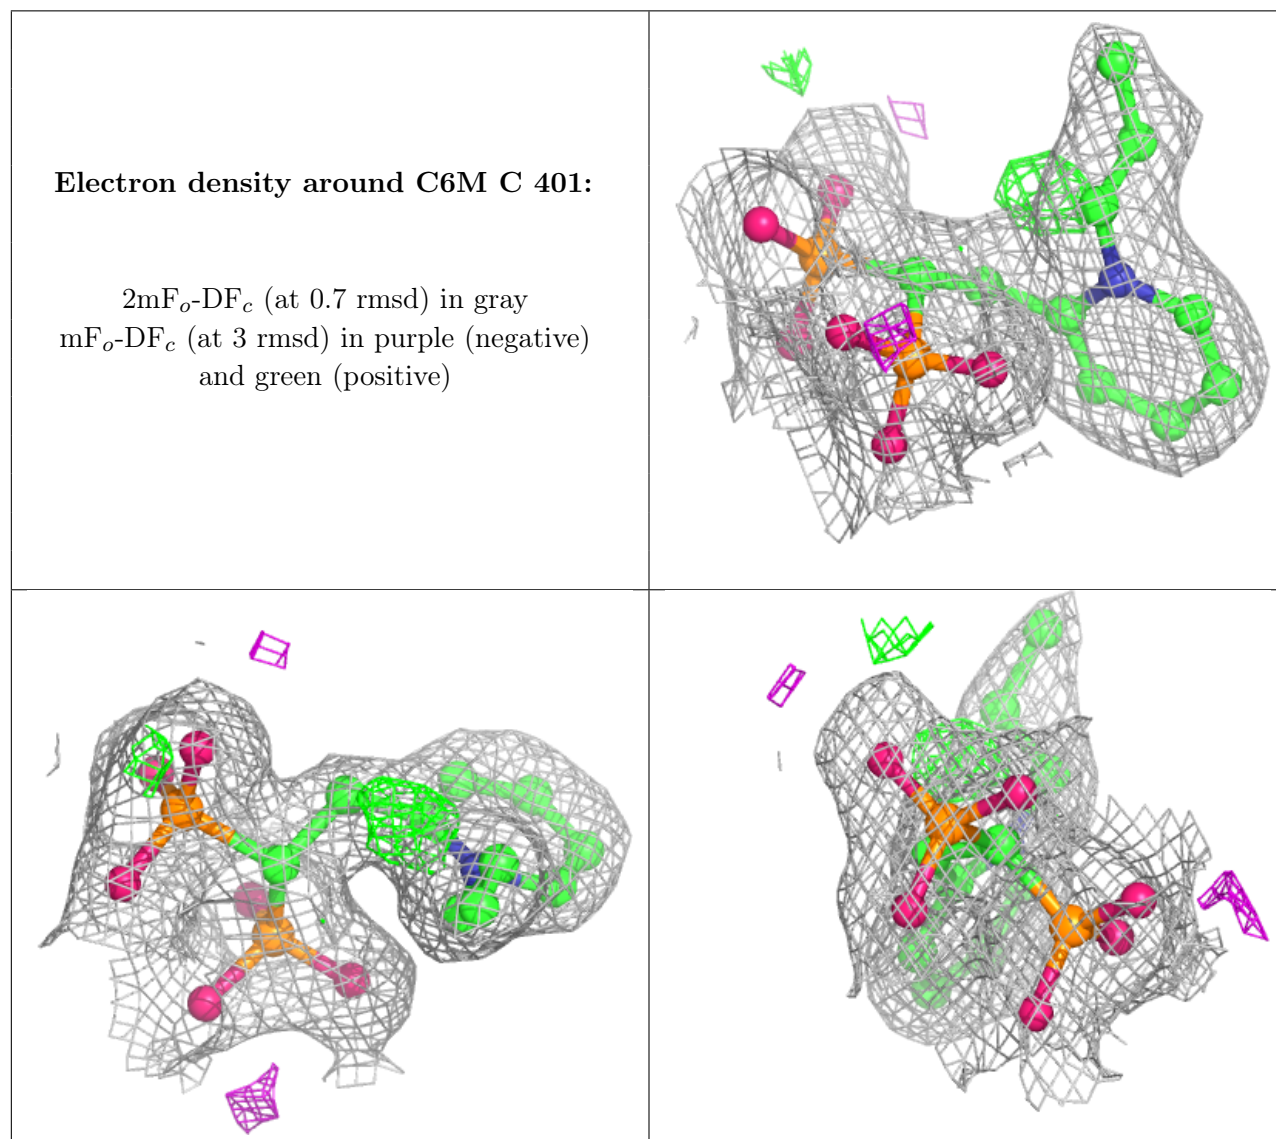 Electron density around C6M C 401:
2mFo-DFc (at 0.7 rmsd) in gray
mFo-DFc (at 3 rmsd) in purple (negative)
and green (positive)